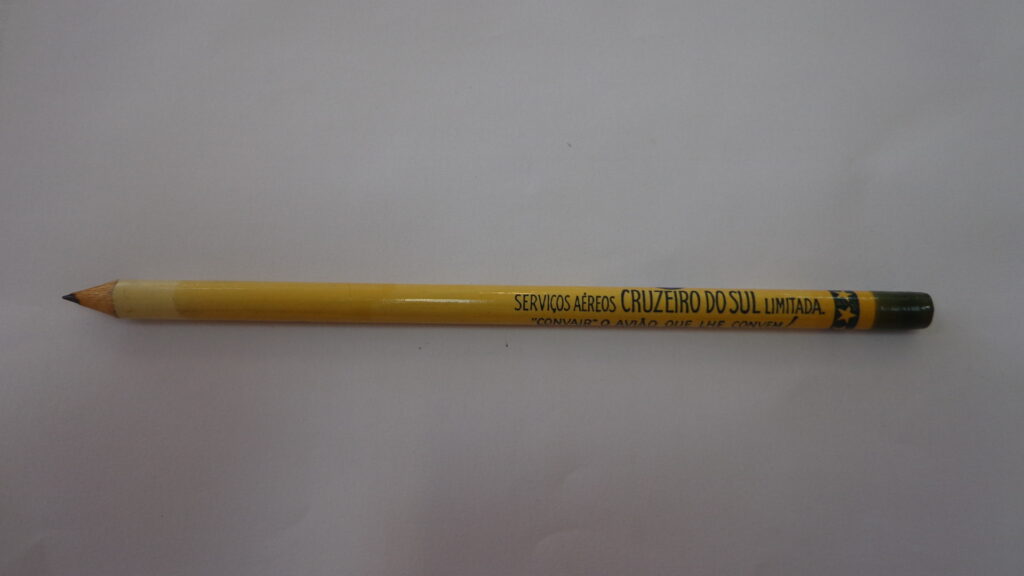 SERVIÇOS AÉREOS CRUZEIRO DO SUL LIMITADA.
"CONVAIR" O AVIÃO QUE LHE CONVEM!